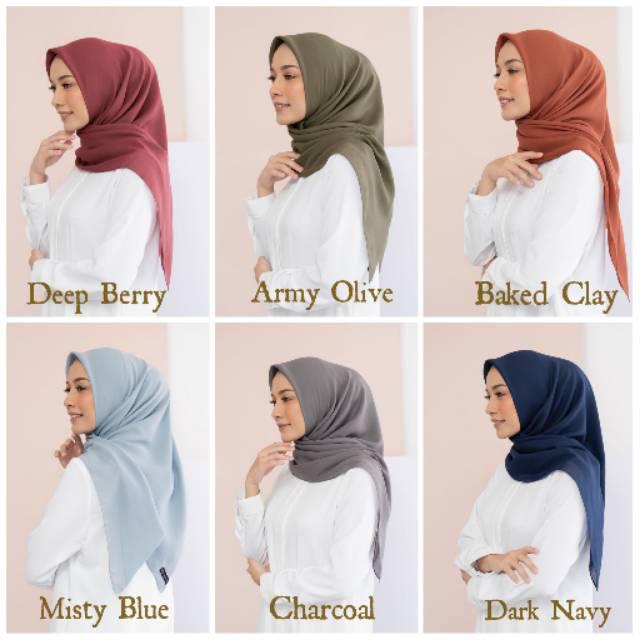 Deep Berry
Army Olive
Baked Clay
Misty Blue
Charcoal
Dark Navy